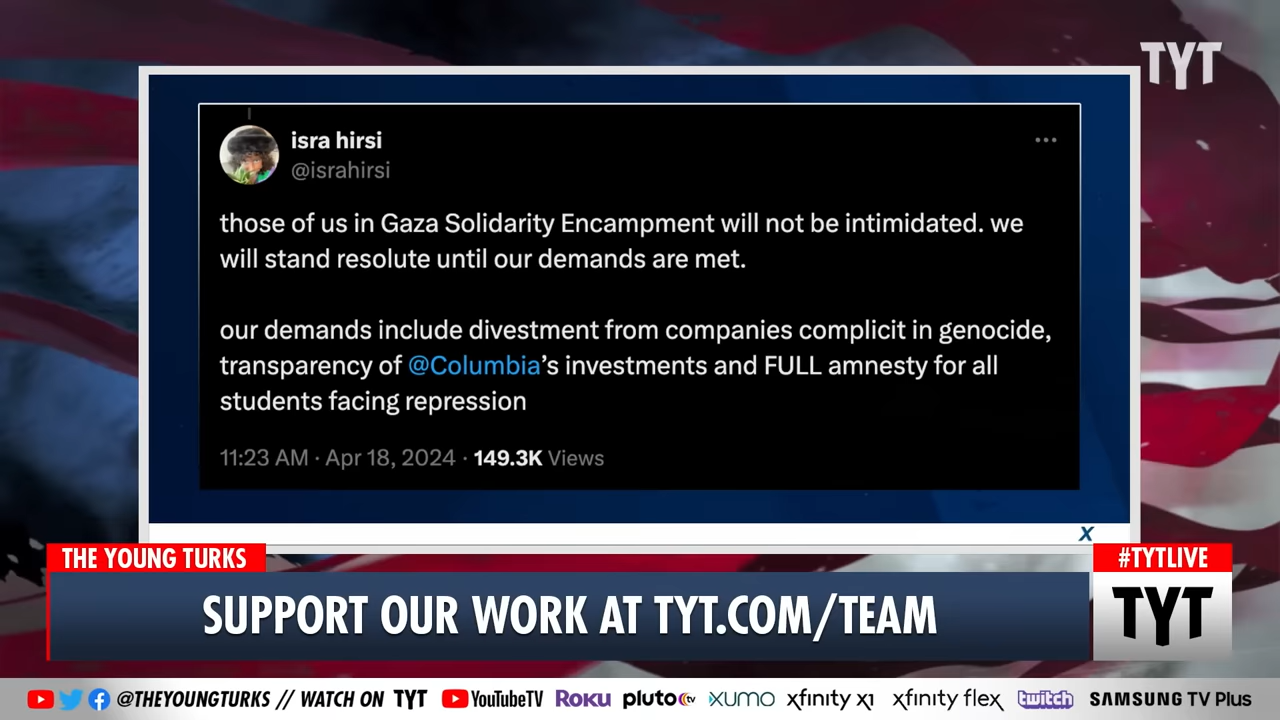 TYT
isra hirsi
@israhirsi
those of us in Gaza Solidarity Encampment will not be intimidated. we
will stand resolute until our demands are met.
our demands include divestment from companies complicit in genocide,
transparency of @Columbia's investments and FULL amnesty for all
students facing repression
11:23 AM · Apr 18, 2024 · 149.3K Views
X
THE YOUNG TURKS
#TYTLIVE
SUPPORT OUR WORK AT TYT.COM/TEAM
TYT
@THEYOUNGTURKS // WATCH ON TYT YouTubeTV Roku pluto tv xumo xfinity x1 xfinity flex twitch SAMSUNG TV Plus